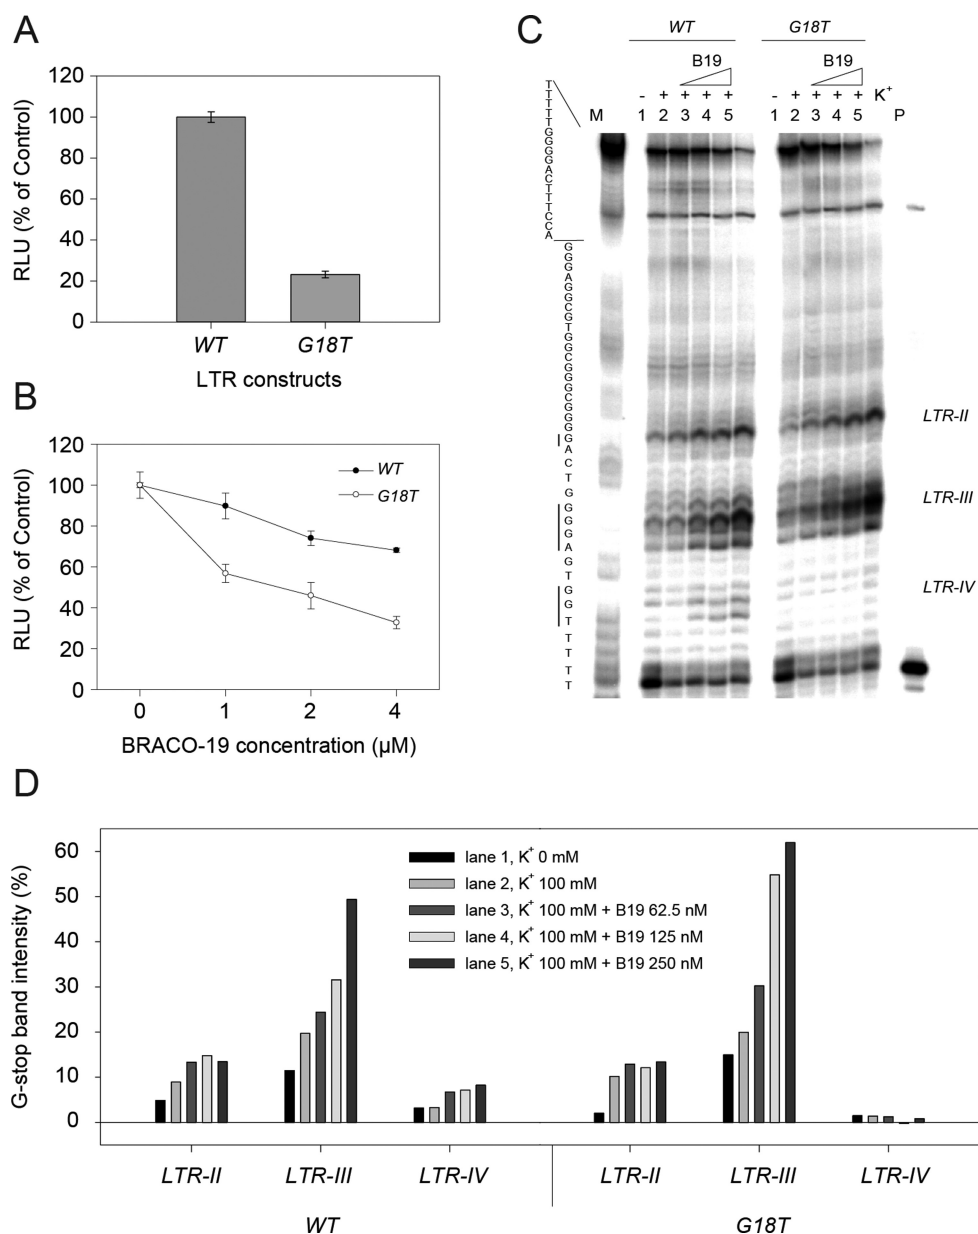 A
RLU (% of Control)
120
100
80
60
40
20
0
WT
G18T
LTR constructs
B
RLU (% of Control)
120
100
80
60
40
20
0
WT
G18T
0 1 2 4
BRACO-19 concentration (µM)
C
WT
G18T
B19
B19
- + + + +
- + + + + K⁺
M 1 2 3 4 5
1 2 3 4 5 P
TTTTTGGGGACTTTCCA
GGGAGGCGTGGCGGGCGGGGACTGGGGAGTGGTTTTT
LTR-II
LTR-III
LTR-IV
D
G-stop band intensity (%)
60
50
40
30
20
10
0
lane 1, K⁺ 0 mM
lane 2, K⁺ 100 mM
lane 3, K⁺ 100 mM + B19 62.5 nM
lane 4, K⁺ 100 mM + B19 125 nM
lane 5, K⁺ 100 mM + B19 250 nM
LTR-II LTR-III LTR-IV LTR-II LTR-III LTR-IV
WT G18T